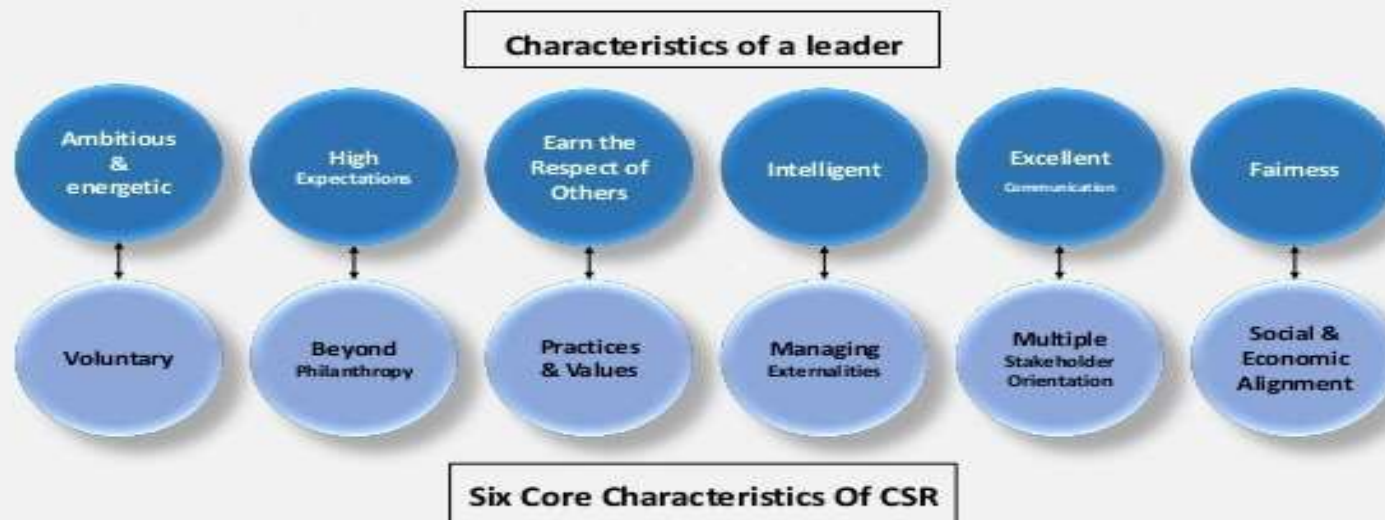 Characteristics of a leader
Ambitious
&
energetic
High
Expectations
Earn the
Respect of
Others
Intelligent
Excellent
Communication
Fairness
Voluntary
Beyond
Philanthropy
Practices
& Values
Managing
Externalities
Multiple
Stakeholder
Orientation
Social &
Economic
Alignment
Six Core Characteristics Of CSR